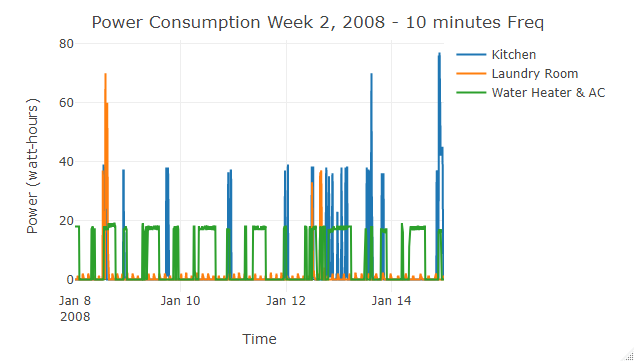 Power Consumption Week 2, 2008 - 10 minutes Freq
Kitchen
Laundry Room
Water Heater & AC
Power (watt-hours)
80
60
40
20
0
Jan 8
2008
Jan 10
Jan 12
Jan 14
Time